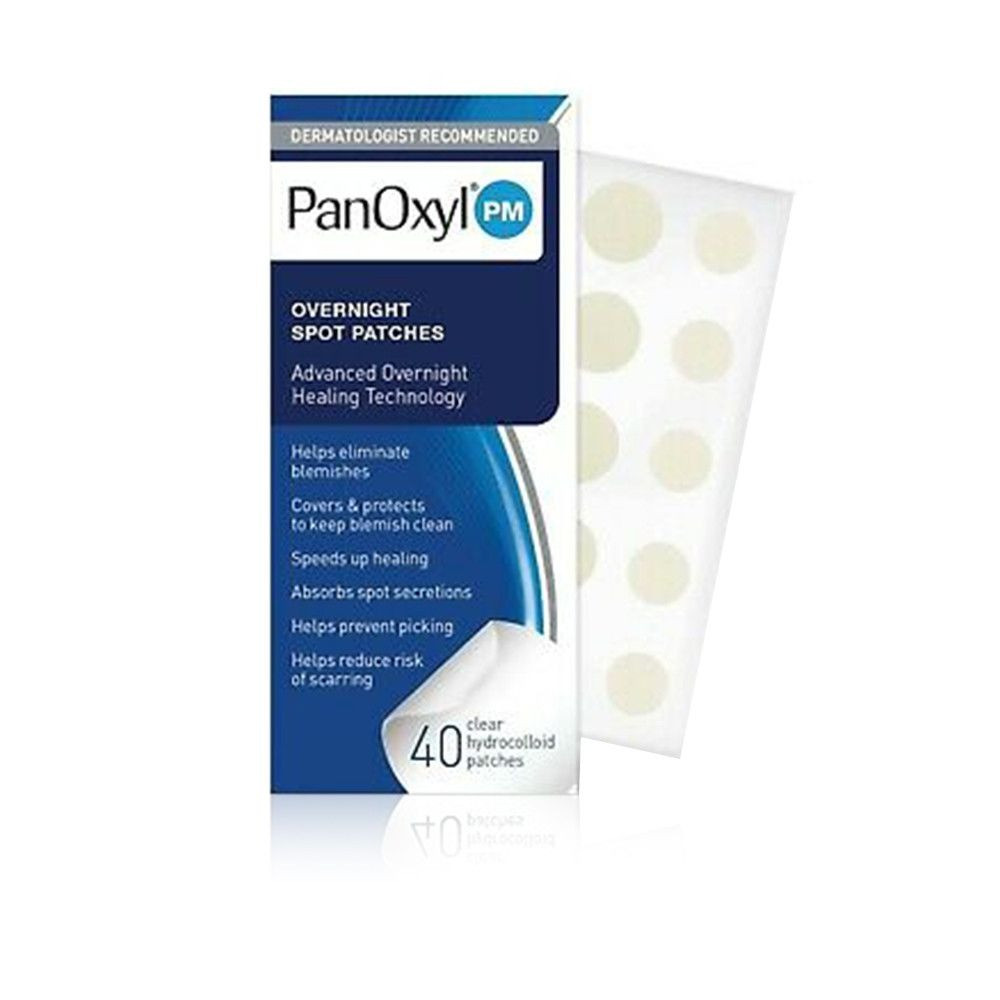 DERMATOLOGIST RECOMMENDED
PanOxyl® PM
OVERNIGHT
SPOT PATCHES
Advanced Overnight
Healing Technology
Helps eliminate
blemishes
Covers & protects
to keep blemish clean
Speeds up healing
Absorbs spot secretions
Helps prevent picking
Helps reduce risk
of scarring
40 clear
hydrocolloid
patches